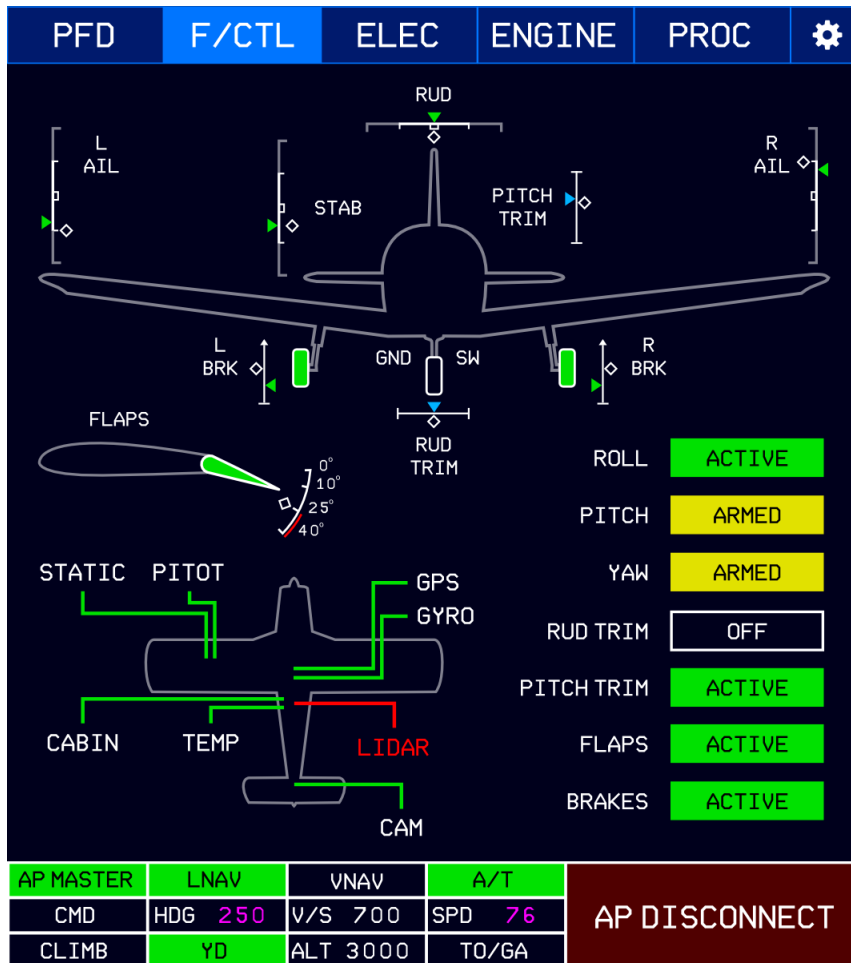 PFD F/CTL ELEC ENGINE PROC
RUD
L
AIL
R
AIL
STAB
PITCH
TRIM
L
BRK
GND SW
R
BRK
FLAPS
RUD
TRIM
0°
10°
25°
40°
ROLL ACTIVE
PITCH ARMED
YAW ARMED
RUD TRIM OFF
PITCH TRIM ACTIVE
FLAPS ACTIVE
BRAKES ACTIVE
STATIC PITOT
GPS
GYRO
CABIN TEMP LIDAR
CAM
AP MASTER LNAV VNAV A/T
CMD HDG 250 V/S 700 SPD 76
CLIMB YD ALT 3000 TO/GA
AP DISCONNECT